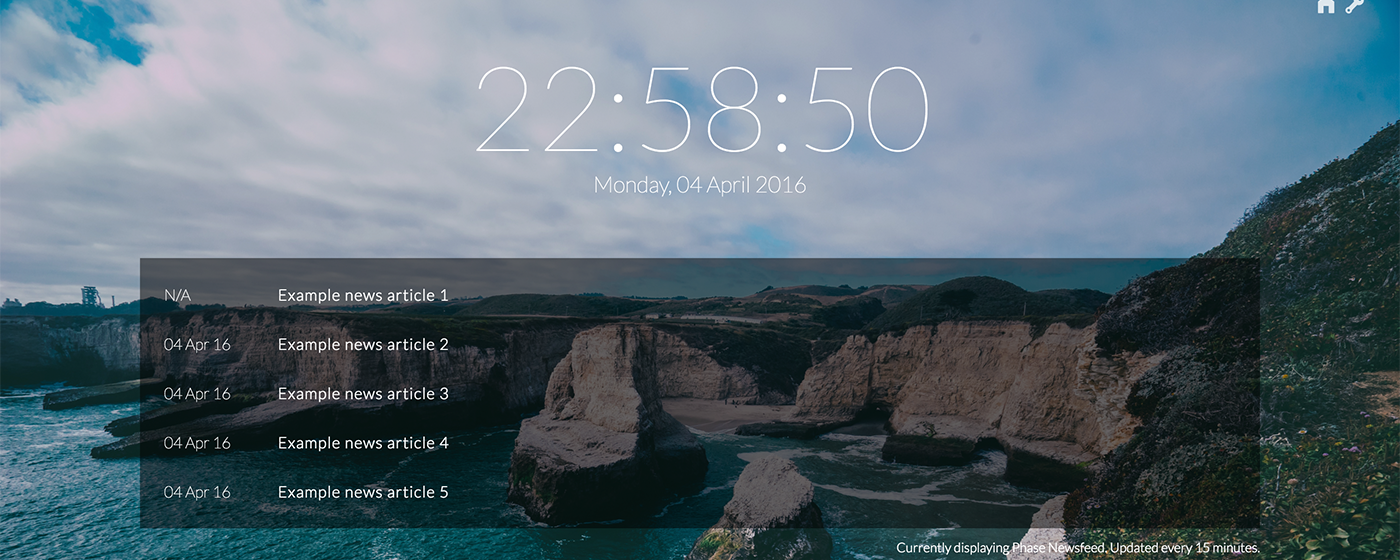 22:58:50
Monday, 04 April 2016
N/A Example news article 1
04 Apr 16 Example news article 2
04 Apr 16 Example news article 3
04 Apr 16 Example news article 4
04 Apr 16 Example news article 5
Currently displaying Phase Newsfeed. Updated every 15 minutes.